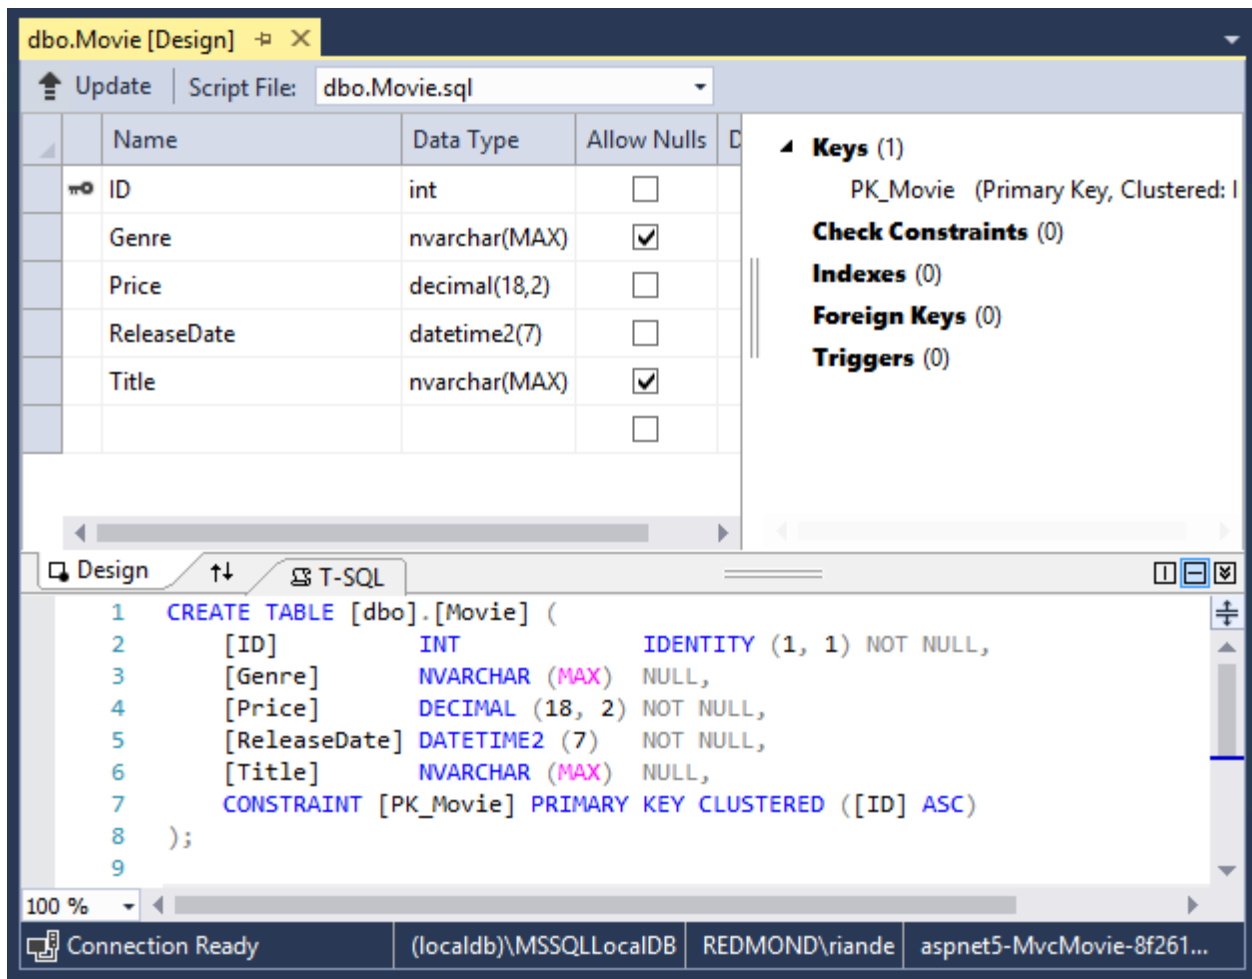 dbo.Movie [Design]
Update Script File: dbo.Movie.sql
Name Data Type Allow Nulls D
ID int
Genre nvarchar(MAX)
Price decimal(18,2)
ReleaseDate datetime2(7)
Title nvarchar(MAX)
Keys (1)
PK_Movie (Primary Key, Clustered: I
Check Constraints (0)
Indexes (0)
Foreign Keys (0)
Triggers (0)
Design T-SQL
1 CREATE TABLE [dbo].[Movie] (
2 [ID] INT IDENTITY (1, 1) NOT NULL,
3 [Genre] NVARCHAR (MAX) NULL,
4 [Price] DECIMAL (18, 2) NOT NULL,
5 [ReleaseDate] DATETIME2 (7) NOT NULL,
6 [Title] NVARCHAR (MAX) NULL,
7 CONSTRAINT [PK_Movie] PRIMARY KEY CLUSTERED ([ID] ASC)
8 );
9
100 %
Connection Ready (localdb)\MSSQLLocalDB REDMOND\riande aspnet5-MvcMovie-8f261...